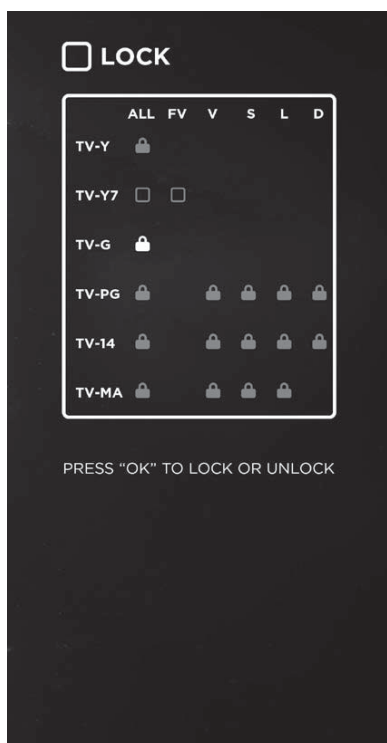 LOCK
ALL FV V S L D
TV-Y
TV-Y7
TV-G
TV-PG
TV-14
TV-MA
PRESS “OK” TO LOCK OR UNLOCK